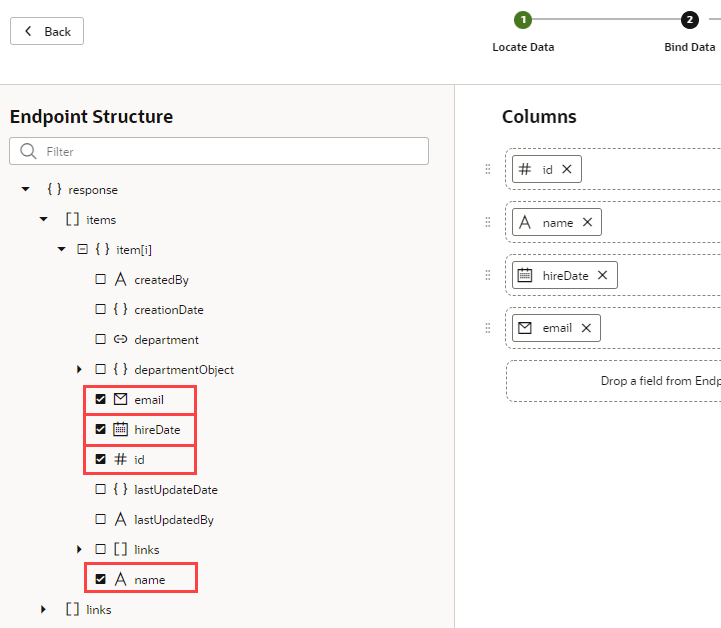 Back
1
2
Locate Data
Bind Data
Endpoint Structure
Filter
{ } response
[ ] items
{ } item[i]
A createdBy
{ } creationDate
department
{ } departmentObject
email
hireDate
# id
{ } lastUpdateDate
A lastUpdatedBy
[ ] links
A name
[ ] links
Columns
# id
A name
hireDate
email
Drop a field from Endp